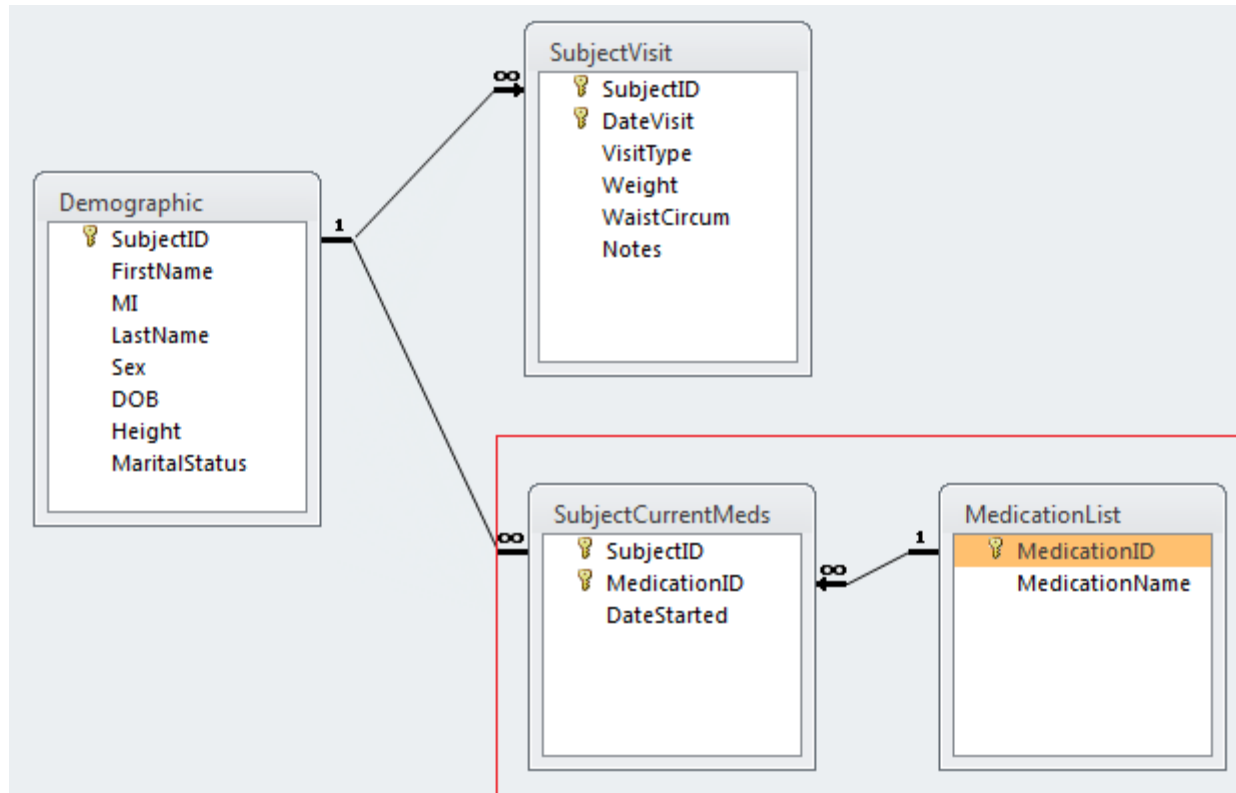 SubjectVisit
∞
SubjectID
DateVisit
VisitType
Weight
WaistCircum
Notes
Demographic
1
SubjectID
FirstName
MI
LastName
Sex
DOB
Height
MaritalStatus
∞
SubjectCurrentMeds
SubjectID
MedicationID
DateStarted
∞
1
MedicationList
MedicationID
MedicationName